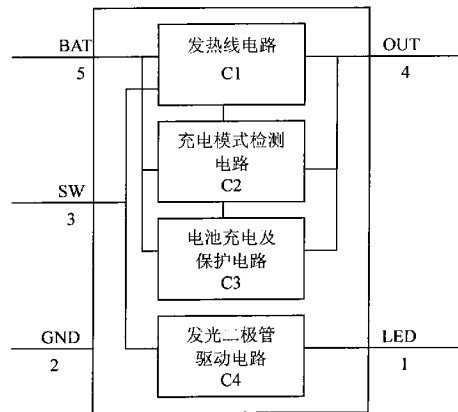 BAT
5
发热线电路
C1
OUT
4
充电模式检测
电路
C2
SW
3
电池充电及
保护电路
C3
GND
2
发光二极管
驱动电路
C4
LED
1